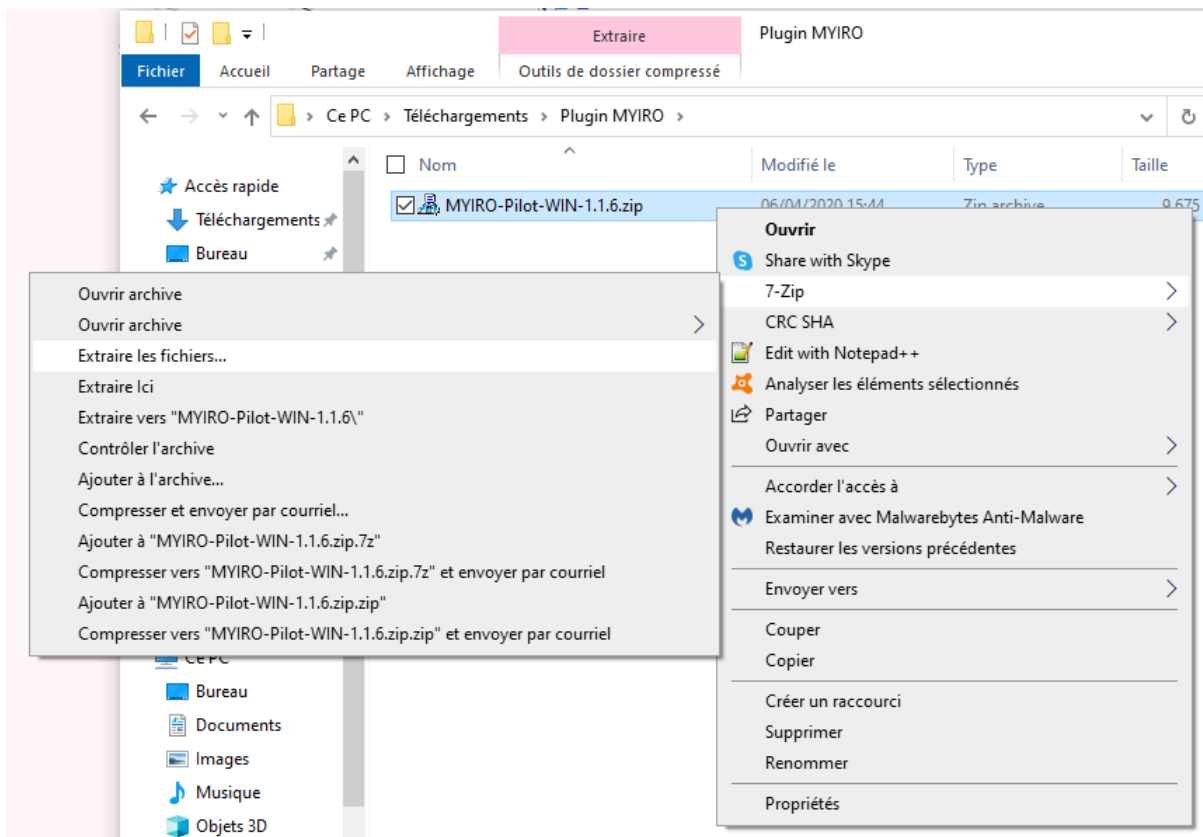 Extraire
Plugin MYIRO
Fichier
Accueil
Partage
Affichage
Outils de dossier compressé
Ce PC > Téléchargements > Plugin MYIRO >
Nom
Modifié le
Type
Taille
Accès rapide
Téléchargements
Bureau
MYIRO-Pilot-WIN-1.1.6.zip
06/04/2020 15:44
Zip archive
9 675
Ouvrir
Share with Skype
7-Zip
CRC SHA
Edit with Notepad++
Analyser les éléments sélectionnés
Partager
Ouvrir avec
Accorder l'accès à
Examiner avec Malwarebytes Anti-Malware
Restaurer les versions précédentes
Envoyer vers
Couper
Copier
Créer un raccourci
Supprimer
Renommer
Propriétés
Ouvrir archive
Ouvrir archive
Extraire les fichiers...
Extraire Ici
Extraire vers "MYIRO-Pilot-WIN-1.1.6\"
Contrôler l'archive
Ajouter à l'archive...
Compresser et envoyer par courriel...
Ajouter à "MYIRO-Pilot-WIN-1.1.6.zip.7z"
Compresser vers "MYIRO-Pilot-WIN-1.1.6.zip.7z" et envoyer par courriel
Ajouter à "MYIRO-Pilot-WIN-1.1.6.zip.zip"
Compresser vers "MYIRO-Pilot-WIN-1.1.6.zip.zip" et envoyer par courriel
Ce PC
Bureau
Documents
Images
Musique
Objets 3D